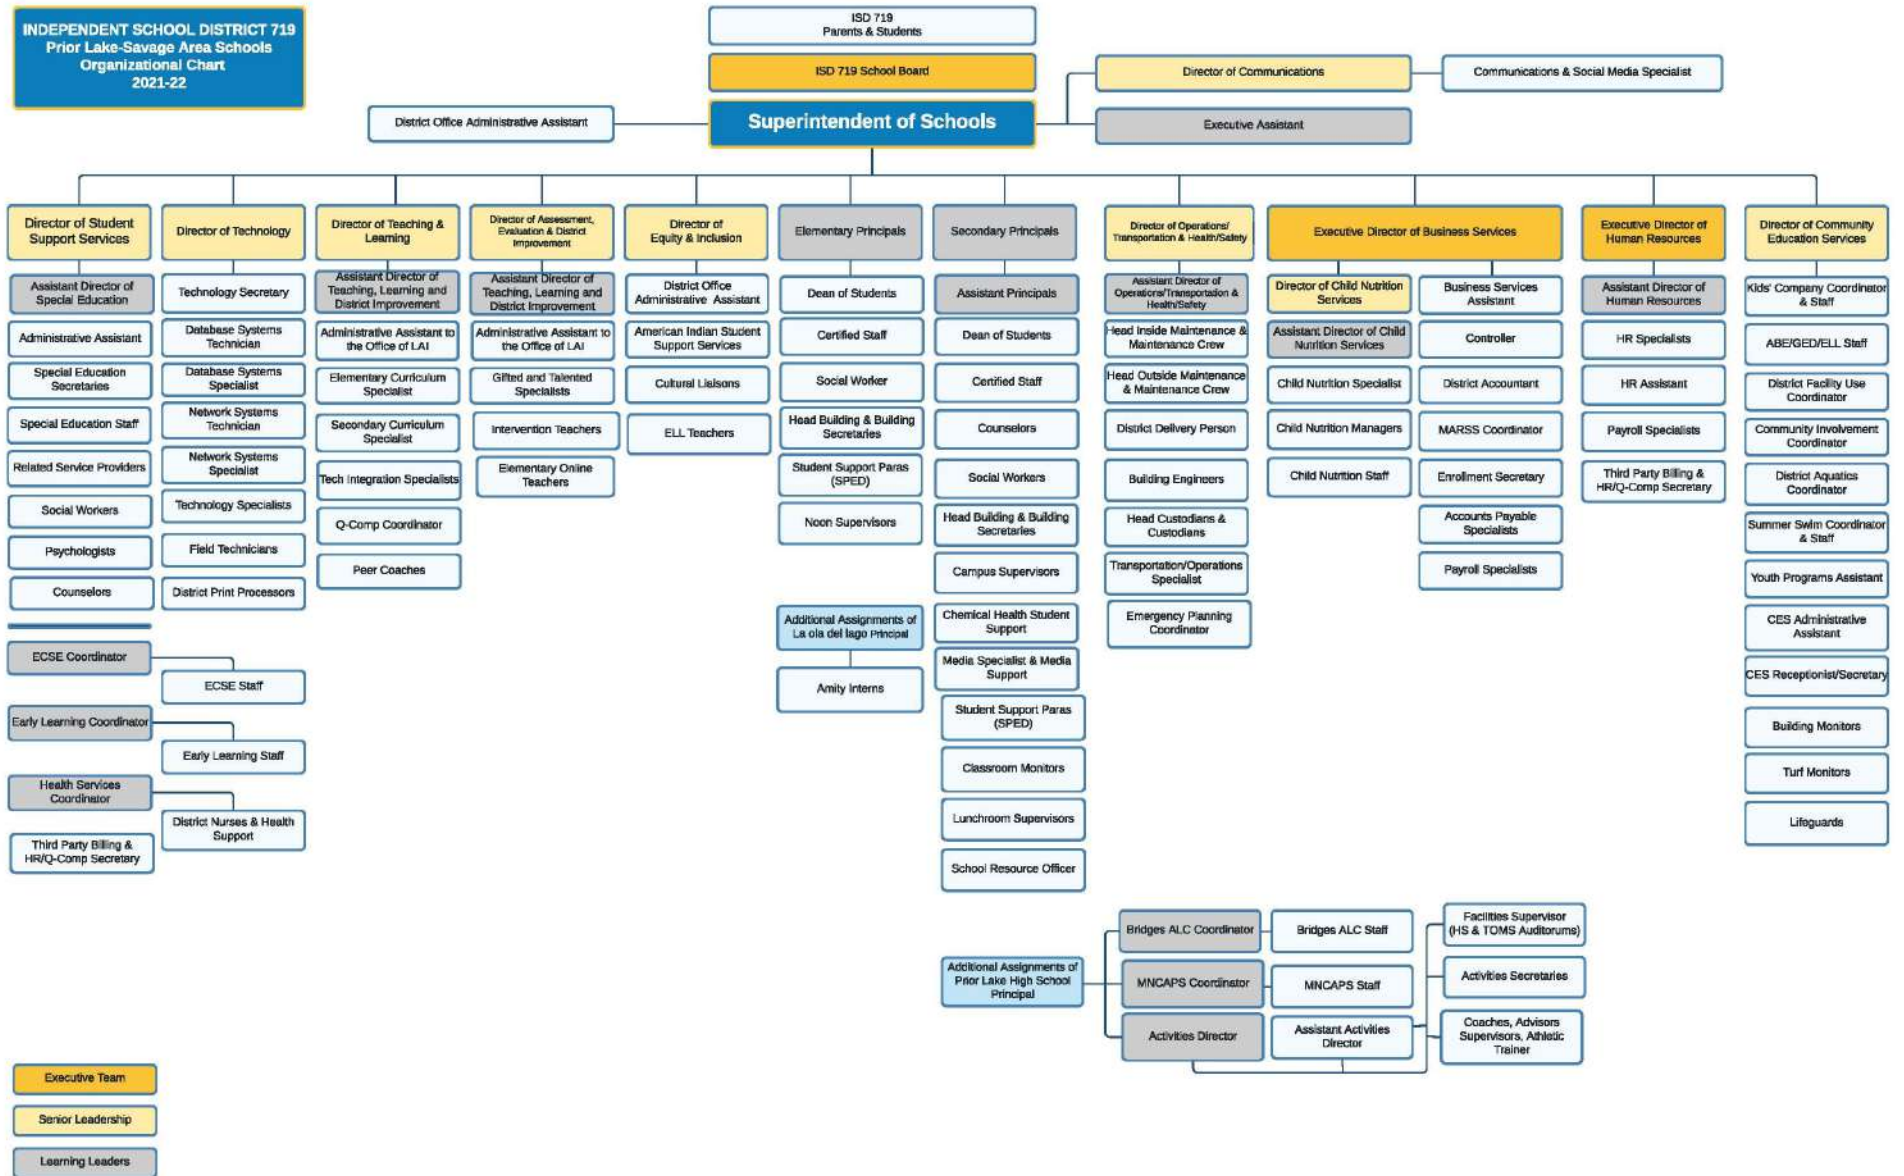 INDEPENDENT SCHOOL DISTRICT 719
Prior Lake-Savage Area Schools
Organizational Chart
2021-22
ISD 719
Parents & Students
ISD 719 School Board
Superintendent of Schools
District Office Administrative Assistant
Director of Communications
Communications & Social Media Specialist
Executive Assistant
Director of Student
Support Services
Assistant Director of
Special Education
Administrative Assistant
Special Education
Secretaries
Special Education Staff
Related Service Providers
Social Workers
Psychologists
Counselors
ECSE Coordinator
ECSE Staff
Early Learning Coordinator
Early Learning Staff
Health Services
Coordinator
District Nurses & Health
Support
Third Party Billing &
HR/Q-Comp Secretary
Director of Technology
Technology Secretary
Database Systems
Technician
Database Systems
Specialist
Network Systems
Technician
Network Systems
Specialist
Technology Specialists
Field Technicians
District Print Processors
Director of Teaching &
Learning
Assistant Director of
Teaching, Learning and
District Improvement
Administrative Assistant to
the Office of LAI
Elementary Curriculum
Specialist
Secondary Curriculum
Specialist
Tech Integration Specialists
Q-Comp Coordinator
Peer Coaches
Director of Assessment,
Evaluation & District
Improvement
Assistant Director of
Teaching, Learning and
District Improvement
Administrative Assistant to
the Office of LAI
Gifted and Talented
Specialists
Intervention Teachers
Elementary Online
Teachers
Director of
Equity & Inclusion
District Office
Administrative Assistant
American Indian Student
Support Services
Cultural Liaisons
ELL Teachers
Elementary Principals
Dean of Students
Certified Staff
Social Worker
Head Building & Building
Secretaries
Student Support Paras
(SPED)
Noon Supervisors
Additional Assignments of
La ola del lago Principal
Amity Interns
Secondary Principals
Assistant Principals
Dean of Students
Certified Staff
Counselors
Social Workers
Head Building & Building
Secretaries
Campus Supervisors
Chemical Health Student
Support
Media Specialist & Media
Support
Student Support Paras
(SPED)
Classroom Monitors
Lunchroom Supervisors
School Resource Officer
Director of Operations/
Transportation & Health/Safety
Assistant Director of
Operations/Transportation &
Health/Safety
Head Inside Maintenance &
Maintenance Crew
Head Outside Maintenance
& Maintenance Crew
District Delivery Person
Building Engineers
Head Custodians &
Custodians
Transportation/Operations
Specialist
Emergency Planning
Coordinator
Executive Director of Business Services
Director of Child Nutrition
Services
Assistant Director of Child
Nutrition Services
Child Nutrition Specialist
Child Nutrition Managers
Child Nutrition Staff
Business Services
Assistant
Controller
District Accountant
MARSS Coordinator
Enrollment Secretary
Accounts Payable
Specialists
Payroll Specialists
Executive Director of
Human Resources
Assistant Director of
Human Resources
HR Specialists
HR Assistant
Payroll Specialists
Third Party Billing &
HR/Q-Comp Secretary
Director of Community
Education Services
Kids' Company Coordinator
& Staff
ABE/GED/ELL Staff
District Facility Use
Coordinator
Community Involvement
Coordinator
District Aquatics
Coordinator
Summer Swim Coordinator
& Staff
Youth Programs Assistant
CES Administrative
Assistant
CES Receptionist/Secretary
Building Monitors
Turf Monitors
Lifeguards
Additional Assignments of
Prior Lake High School
Principal
Bridges ALC Coordinator
Bridges ALC Staff
MNCAPS Coordinator
MNCAPS Staff
Activities Director
Assistant Activities
Director
Facilities Supervisor
(HS & TOMS Auditorums)
Activities Secretaries
Coaches, Advisors
Supervisors, Athletic
Trainer
Executive Team
Senior Leadership
Learning Leaders